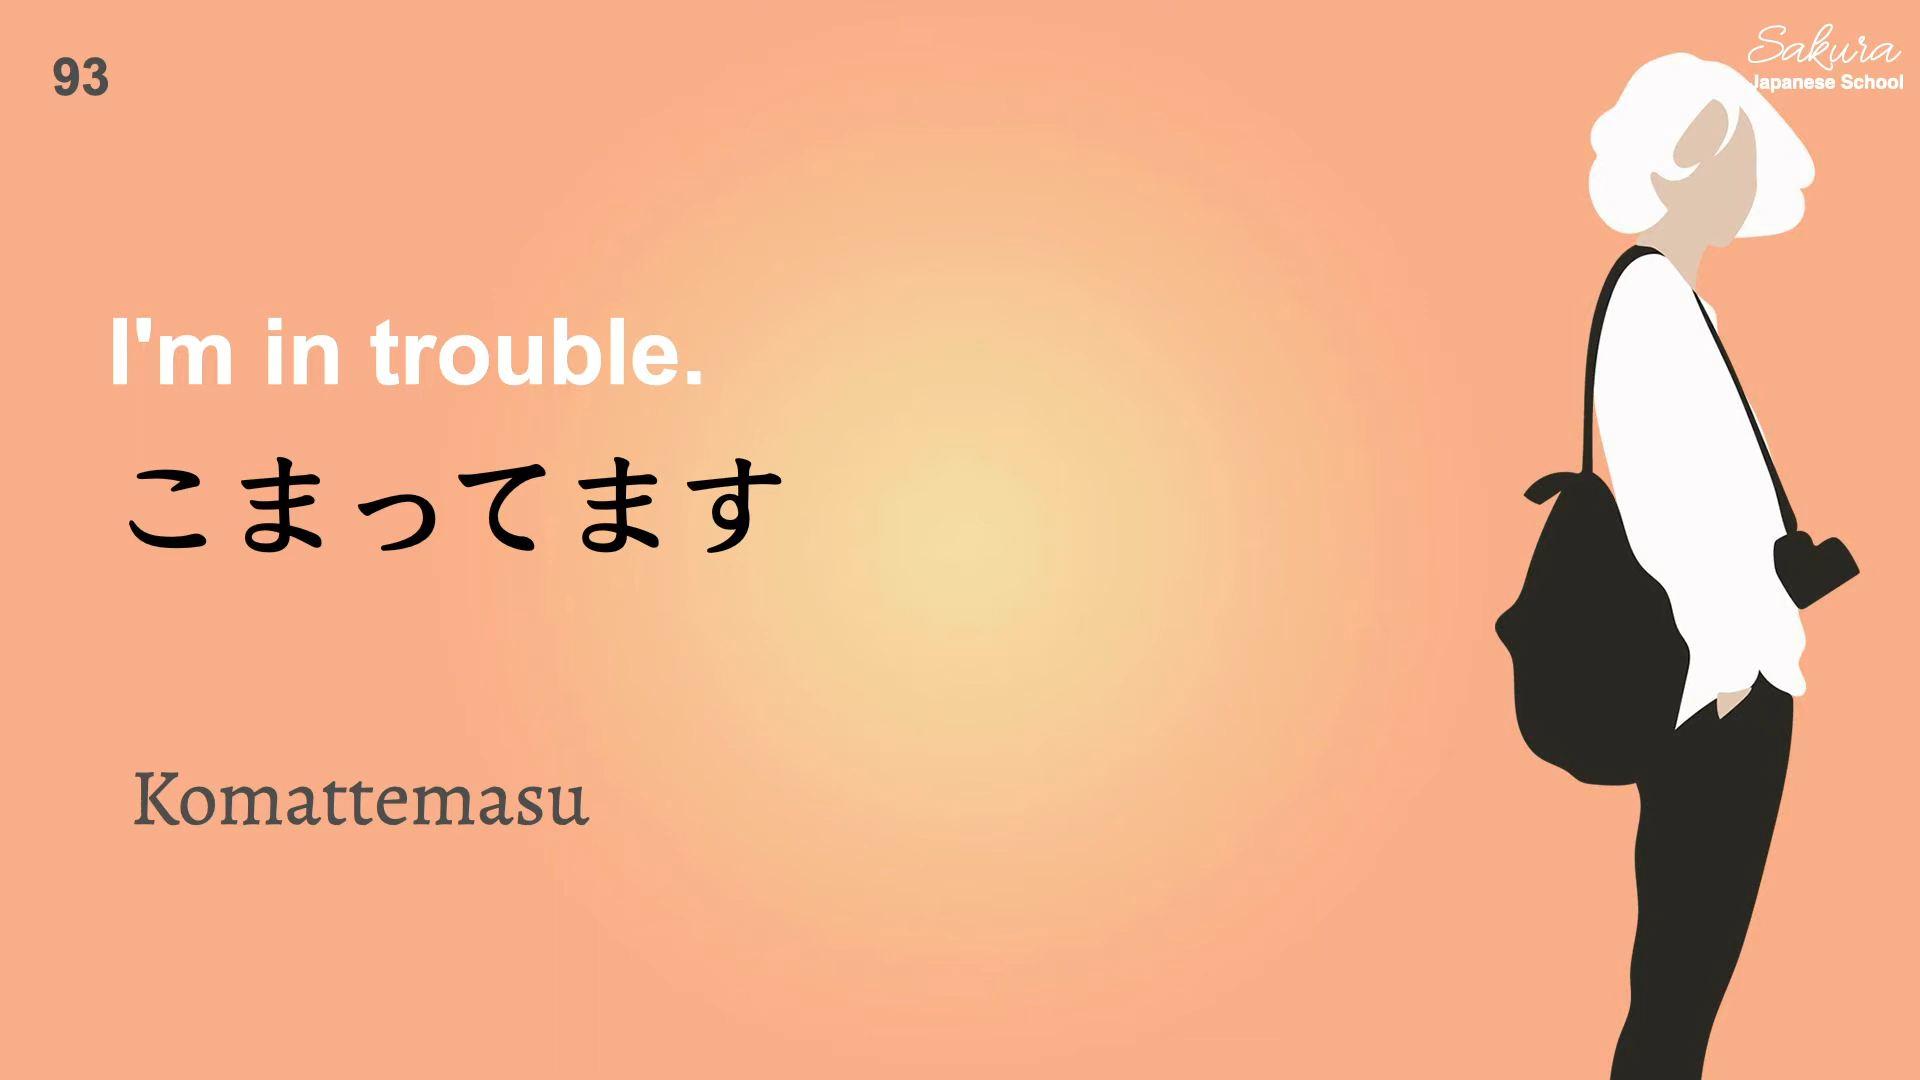 93
Sakura
Japanese School
I'm in trouble.
こまってます
Komattemasu